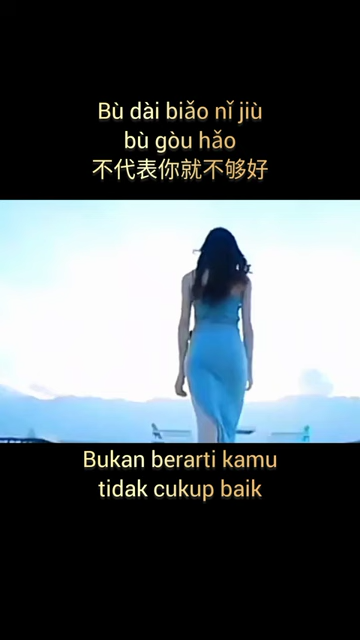 Bù dài biǎo nǐ jiù
bù gòu hǎo
不代表你就不够好
Bukan berarti kamu
tidak cukup baik